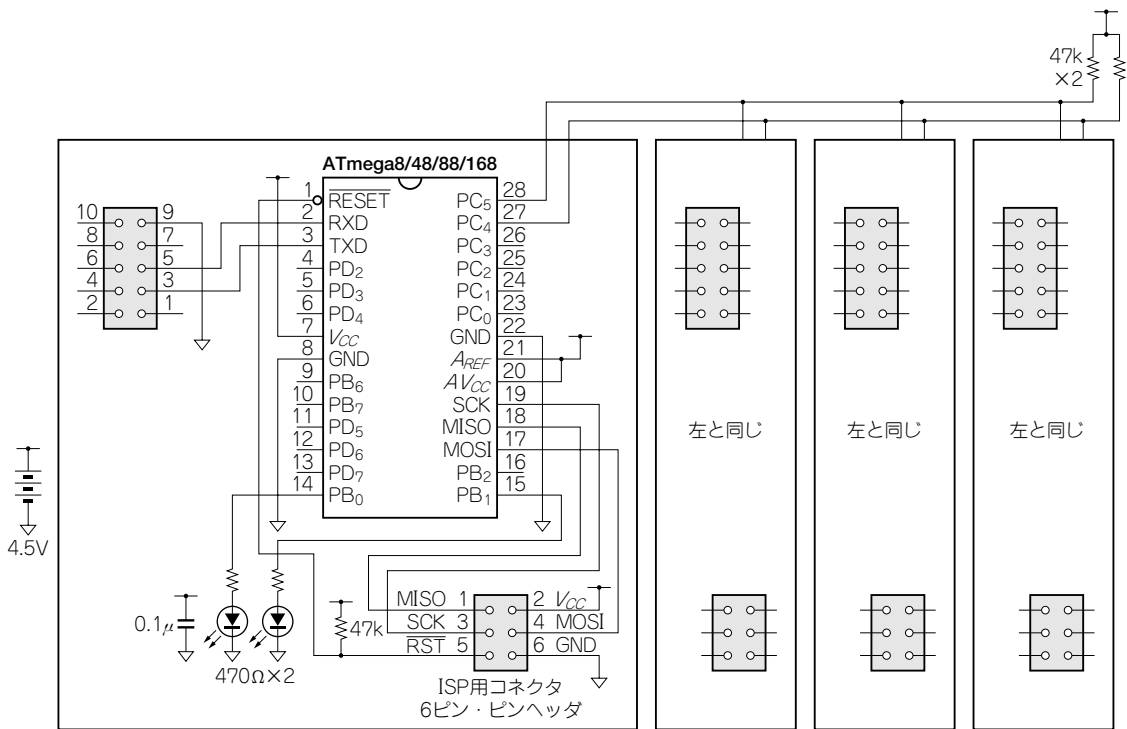 47k
×2
ATmega8/48/88/168
1 RESET PC5 28
2 RXD PC4 27
3 TXD PC3 26
4 PD2 PC2 25
5 PD3 PC1 24
6 PD4 PC0 23
7 VCC GND 22
8 GND AREF 21
9 PB6 AVCC 20
10 PB7 SCK 19
11 PD5 MISO 18
12 PD6 MOSI 17
13 PD7 PB2 16
14 PB0 PB1 15
10 9
8 7
6 5
4 3
2 1
左と同じ
左と同じ
左と同じ
4.5V
0.1μ
470Ω×2
47k
MISO 1 2 VCC
SCK 3 4 MOSI
RST 5 6 GND
ISP用コネクタ
6ピン・ピンヘッダ